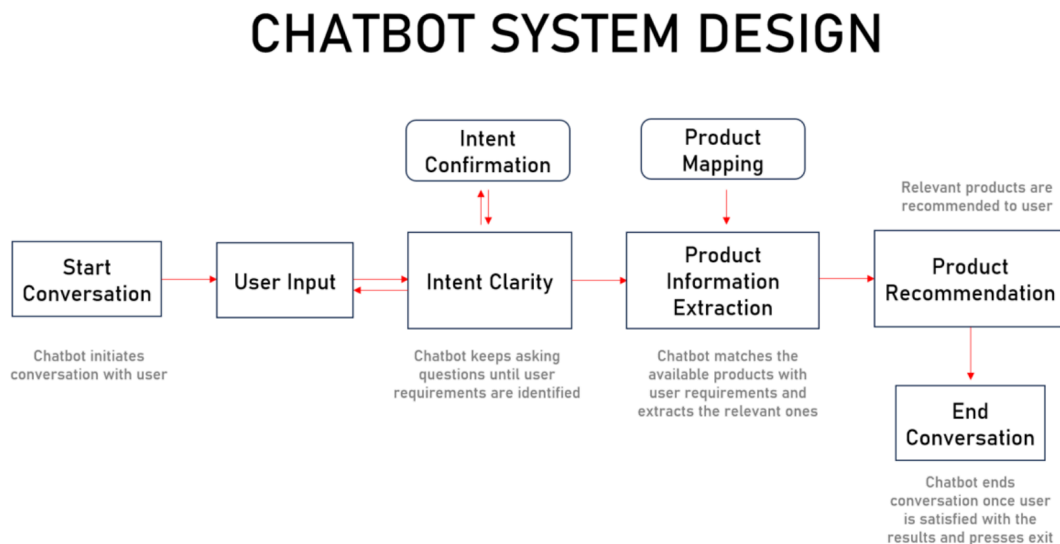 CHATBOT SYSTEM DESIGN
Intent
Confirmation
Product
Mapping
Relevant products are
recommended to user
Start
Conversation
User Input
Intent Clarity
Product
Information
Extraction
Product
Recommendation
Chatbot initiates
conversation with user
Chatbot keeps asking
questions until user
requirements are identified
Chatbot matches the
available products with
user requirements and
extracts the relevant ones
End
Conversation
Chatbot ends
conversation once user
is satisfied with the
results and presses exit